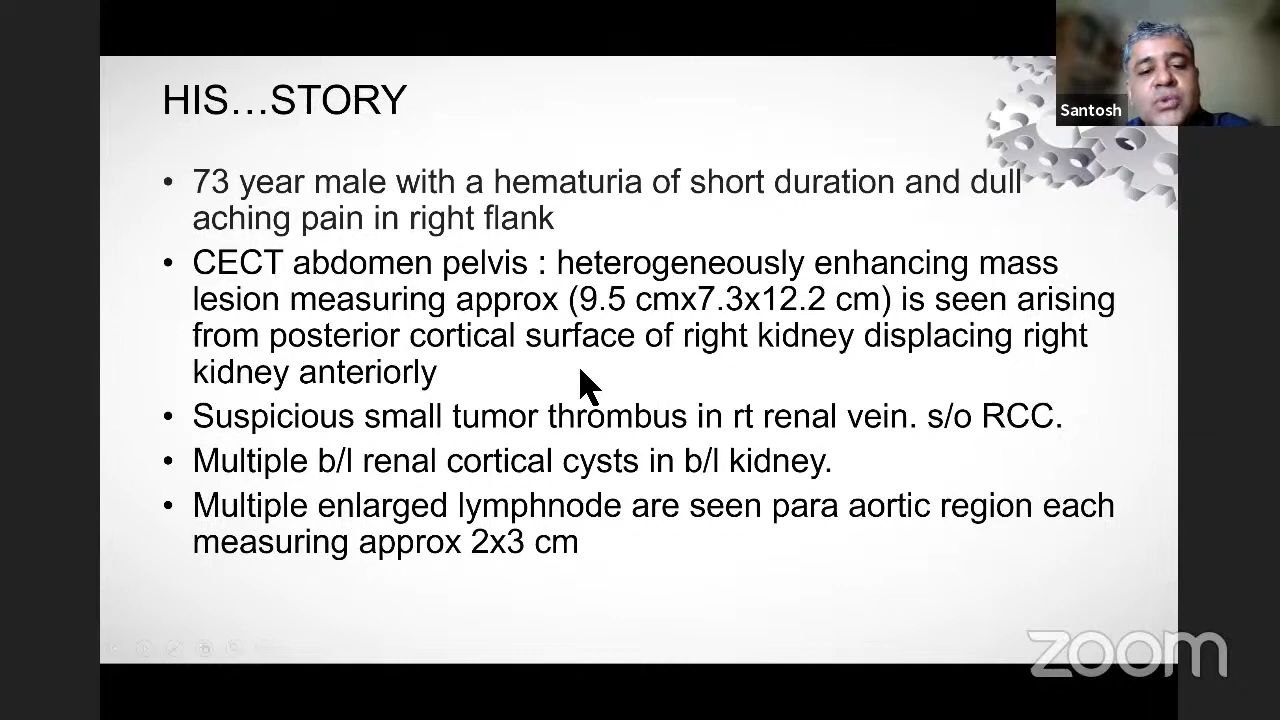 HIS...STORY
Santosh
• 73 year male with a hematuria of short duration and dull
aching pain in right flank
• CECT abdomen pelvis : heterogeneously enhancing mass
lesion measuring approx (9.5 cmx7.3x12.2 cm) is seen arising
from posterior cortical surface of right kidney displacing right
kidney anteriorly
• Suspicious small tumor thrombus in rt renal vein. s/o RCC.
• Multiple b/l renal cortical cysts in b/l kidney.
• Multiple enlarged lymphnode are seen para aortic region each
measuring approx 2x3 cm
zoom